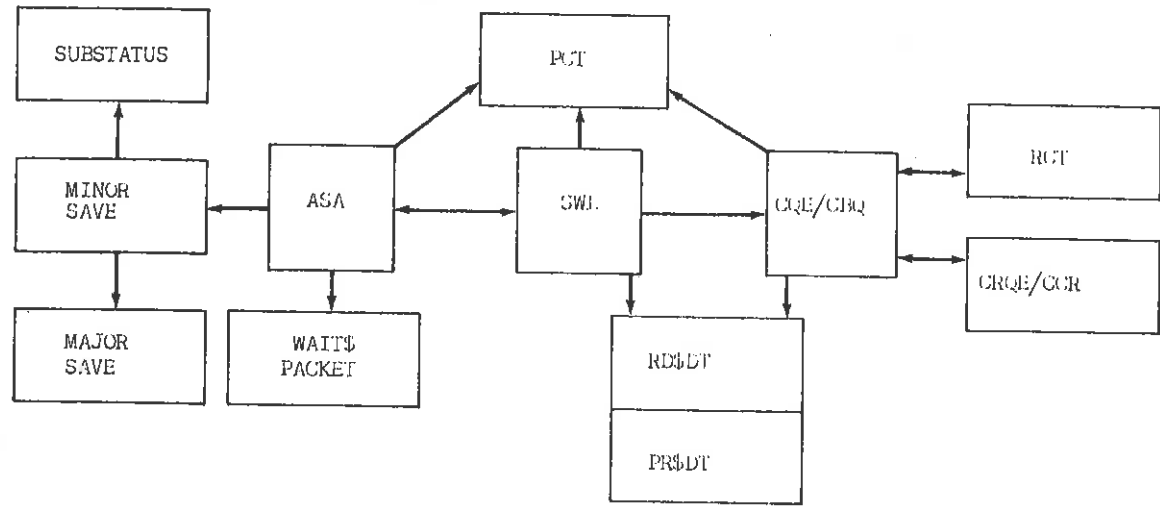 SUBSTATUS
PCT
MINOR
SAVE
ASA
SWL
CQE/CBQ
RCT
CRQE/CCR
MAJOR
SAVE
WAIT$
PACKET
RD$DT
PR$DT